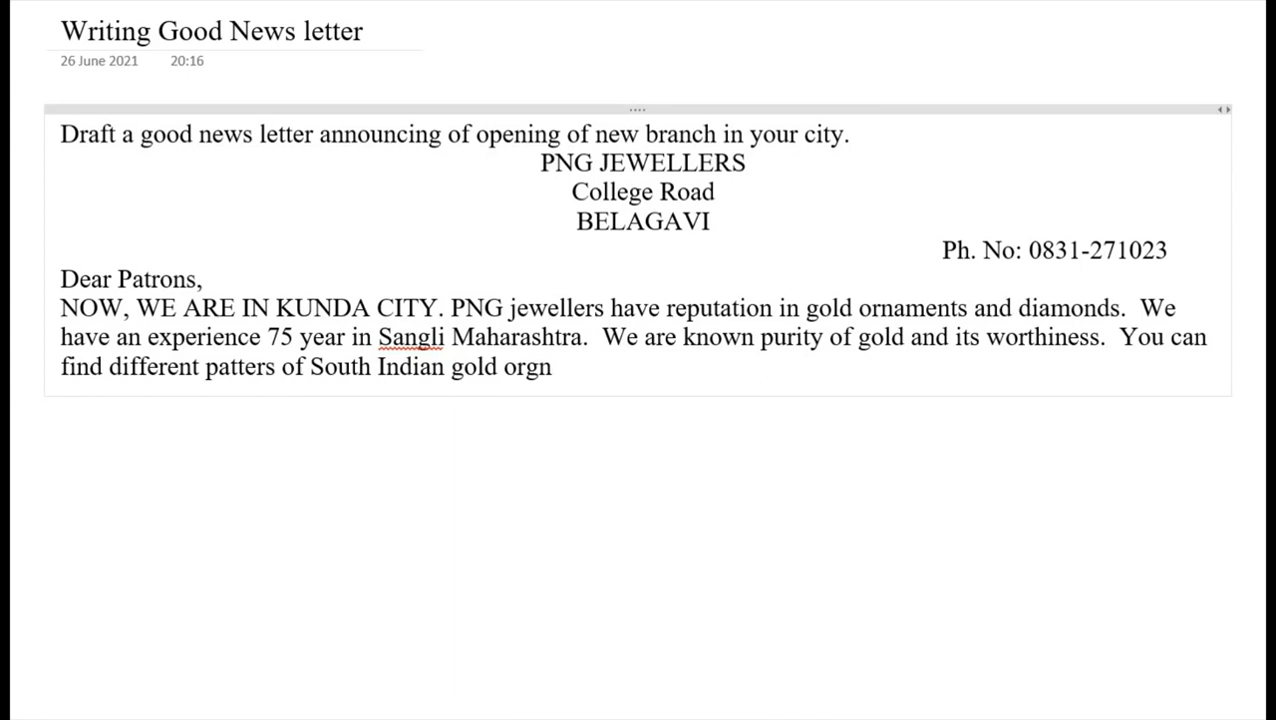 Writing Good News letter
26 June 2021 20:16
Draft a good news letter announcing of opening of new branch in your city.
PNG JEWELLERS
College Road
BELAGAVI
Ph. No: 0831-271023
Dear Patrons,
NOW, WE ARE IN KUNDA CITY. PNG jewellers have reputation in gold ornaments and diamonds. We
have an experience 75 year in Sangli Maharashtra. We are known purity of gold and its worthiness. You can
find different patters of South Indian gold orgn